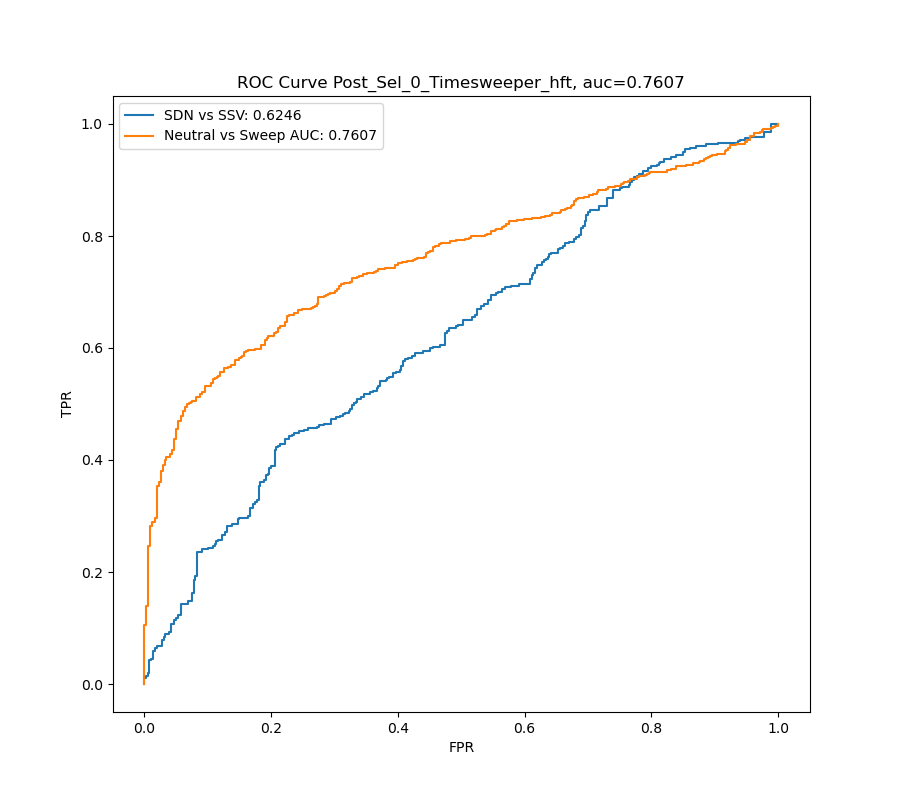 ROC Curve Post_Sel_0_Timesweeper_hft, auc=0.7607
SDN vs SSV: 0.6246
Neutral vs Sweep AUC: 0.7607
1.0
0.8
0.6
0.4
0.2
0.0
TPR
0.0 0.2 0.4 0.6 0.8 1.0
FPR